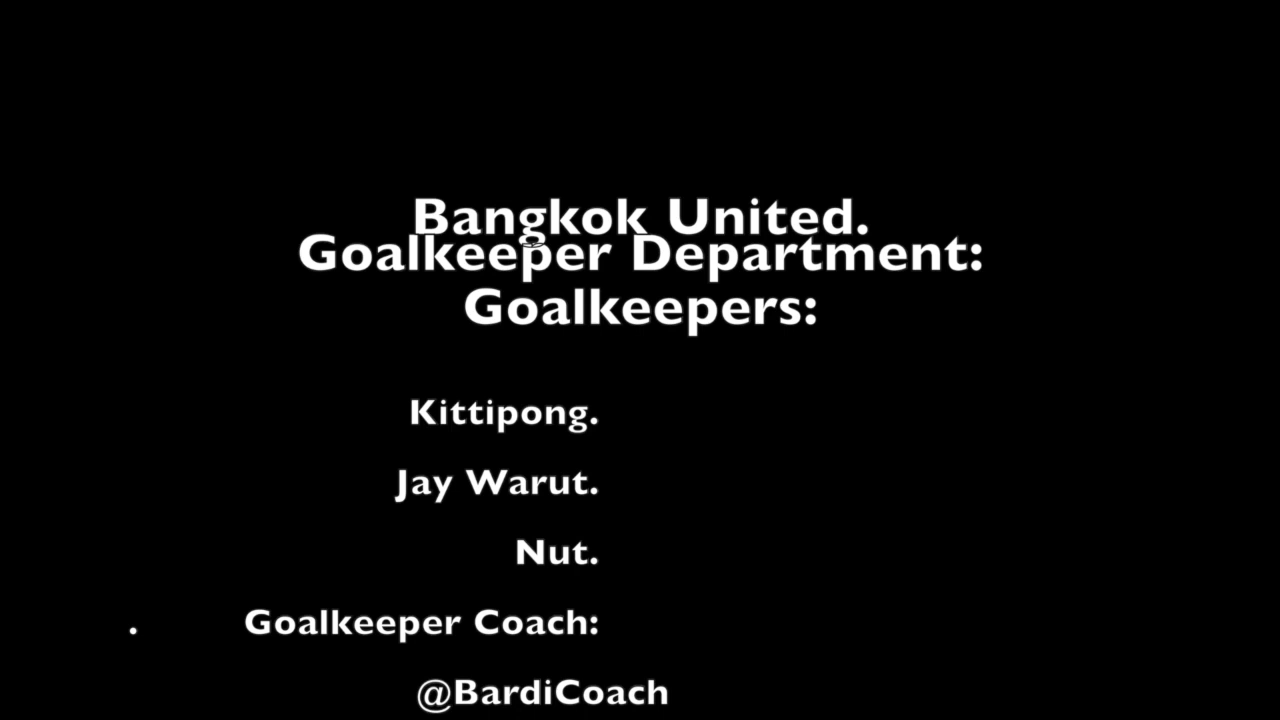 Bangkok United.
Goalkeeper Department:
Goalkeepers:
Kittipong.
Jay Warut.
Nut.
. Goalkeeper Coach:
@BardiCoach